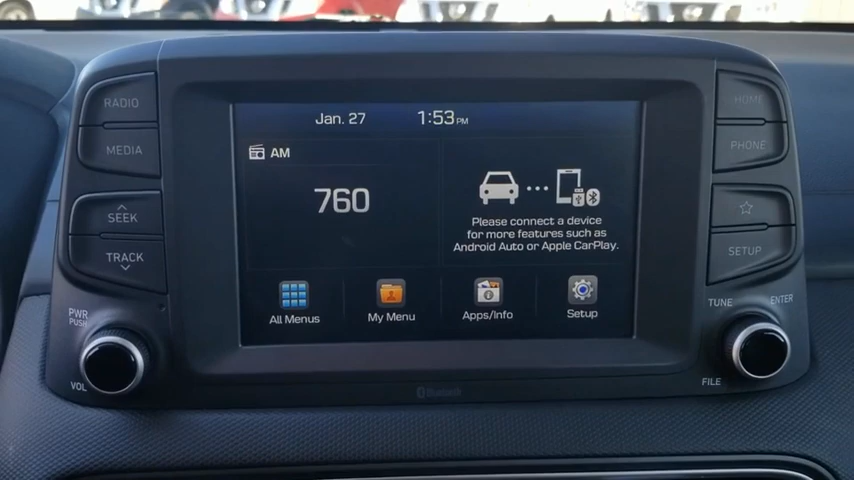 RADIO
MEDIA
SEEK
TRACK
PWR
PUSH
VOL
Jan. 27 1:53 PM
AM
760
Please connect a device
for more features such as
Android Auto or Apple CarPlay.
All Menus
My Menu
Apps/Info
Setup
Bluetooth
HOME
PHONE
SETUP
TUNE
ENTER
FILE